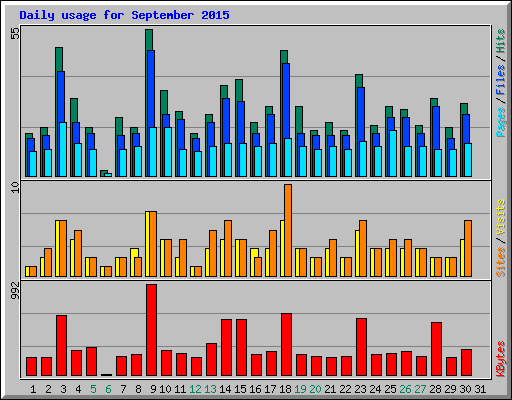 Daily usage for September 2015
55
Pages/Files/Hits
10
Sites/Visits
992
KBytes
1 2 3 4 5 6 7 8 9 10 11 12 13 14 15 16 17 18 19 20 21 22 23 24 25 26 27 28 29 30 31